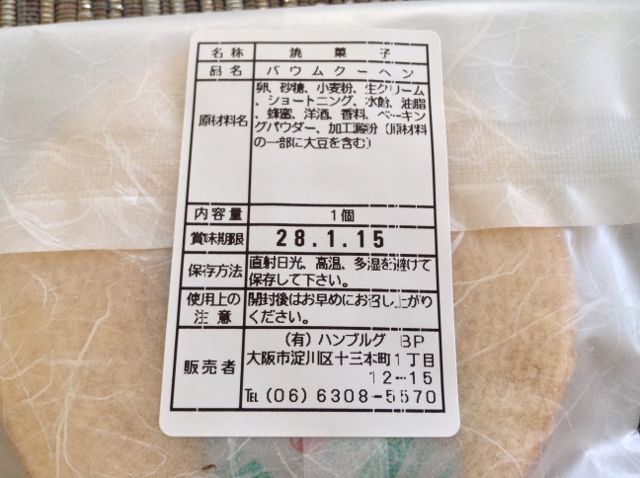 名称 焼菓子
品名 バウムクーヘン
原材料名 卵、砂糖、小麦粉、生クリーム
、ショートニング、水飴、油脂
、蜂蜜、洋酒、香料、ベーキン
グパウダー、加工澱粉（原材料
の一部に大豆を含む）
内容量 1個
賞味期限 28.1.15
保存方法 直射日光、高温、多湿を避けて
保存して下さい。
使用上の注意 開封後はお早めにお召し上がり
ください。
販売者 （有）ハンブルグ BP
大阪市淀川区十三本町1丁目
12-15
TEL (06) 6308-5570